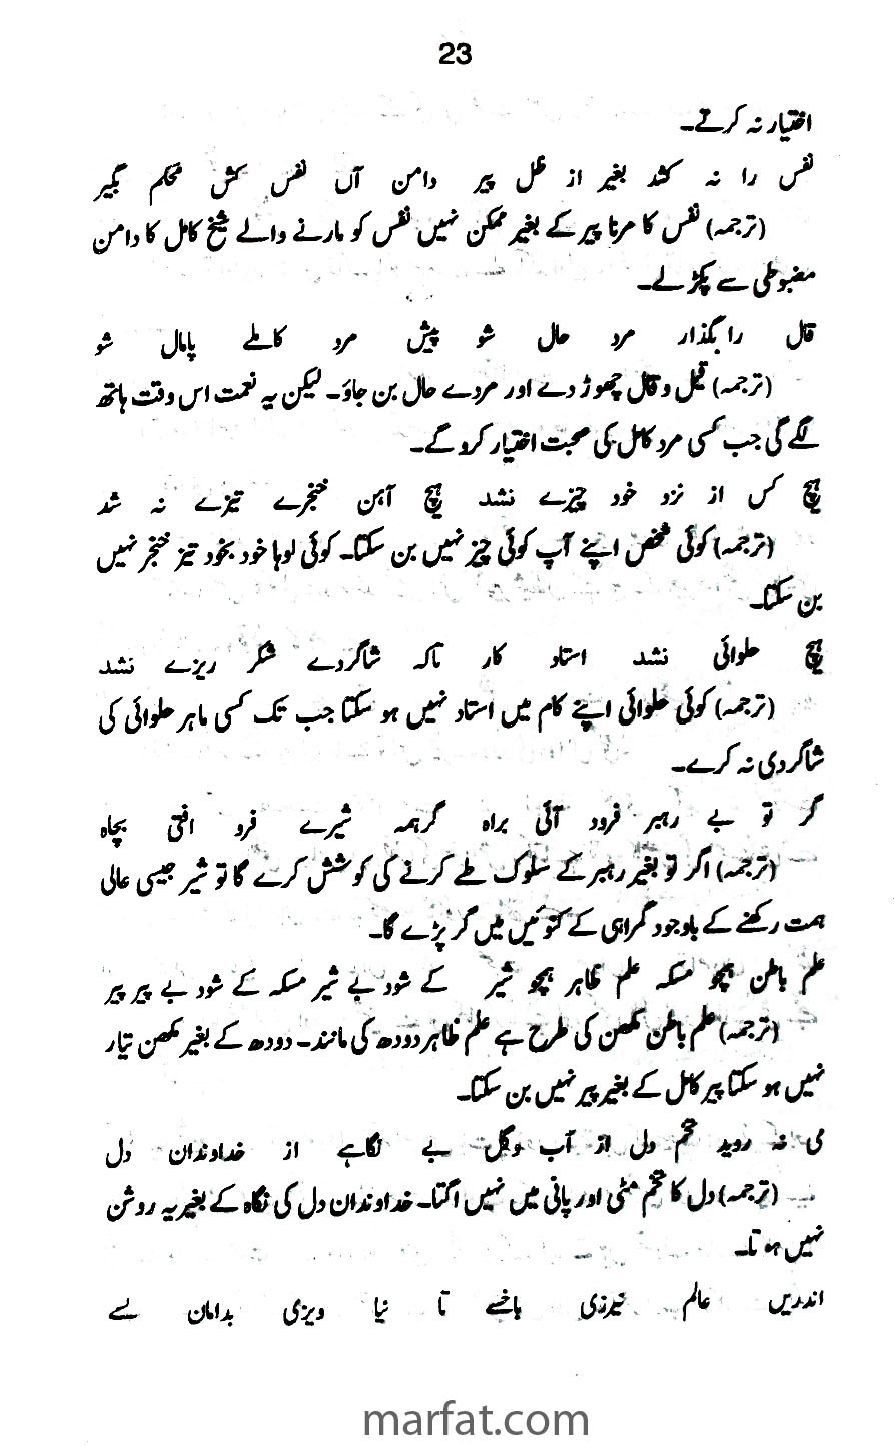 23
اختیار نہ کرتے۔
نفس را نہ کشد بغیر از ظل پیر دامن آں نفس کش محکم بگیر
(ترجمہ) نفس کا مرنا پیر کے بغیر ممکن نہیں نفس کو مارنے والے شیخ کامل کا دامن
مضبوطی سے پکڑ لے۔
قال را بگذار مرد حال شو پیش مرد کاملے پامال شو
(ترجمہ) قیل و قال چھوڑ دے اور مردے حال بن جاؤ۔ لیکن یہ نعمت اس وقت ہاتھ
لگے گی جب کسی مرد کامل کی صحبت اختیار کرو گے۔
ہیچ کس از نزد خود چیزے نشد ہیچ آہن خنجرے تیزے نہ شد
(ترجمہ) کوئی شخص اپنے آپ کوئی چیز نہیں بن سکتا۔ کوئی لوہا خود بخود تیز خنجر نہیں
بن سکتا۔
ہیچ حلوائی نشد استاد کار تاکہ شاگردے شکر ریزے نشد
(ترجمہ) کوئی حلوائی اپنے کام میں استاد نہیں ہو سکتا جب تک کسی ماہر حلوائی کی
شاگردی نہ کرے۔
گر تو بے رہبر فرود آئی براہ گرہمہ شیرے فرو افتی بچاہ
(ترجمہ) اگر تو بغیر رہبر کے سلوک طے کرنے کی کوشش کرے گا تو شیر جیسی عالی
ہمت رکھنے کے باوجود گمراہی کے کنوئیں میں گر پڑے گا۔
علم باطن ہمچو مسکہ علم ظاہر ہمچو شیر کے شود بے شیر مسکہ کے شود بے پیر پیر
(ترجمہ) علم باطن مکھن کی طرح ہے علم ظاہر دودھ کی مانند۔ دودھ کے بغیر مکھن تیار
نہیں ہو سکتا پیر کامل کے بغیر پیر نہیں بن سکتا۔
می نہ روید تخم دل از آب وگل بے نگاہے از خداوندان دل
(ترجمہ) دل کا تخم مٹی اور پانی میں نہیں اگتا۔ خداوندان دل کی نگاہ کے بغیر یہ روشن
نہیں ہوتا۔
اندریں عالم نیرزی باخسے تا نیا ویزی بدامان کسے
marfat.com